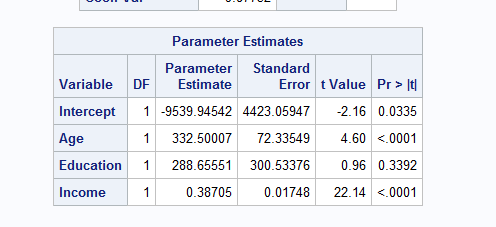 Parameter Estimates
Variable DF Parameter Estimate Standard Error t Value Pr > |t|
Intercept 1 -9539.94542 4423.05947 -2.16 0.0335
Age 1 332.50007 72.33549 4.60 <.0001
Education 1 288.65551 300.53376 0.96 0.3392
Income 1 0.38705 0.01748 22.14 <.0001